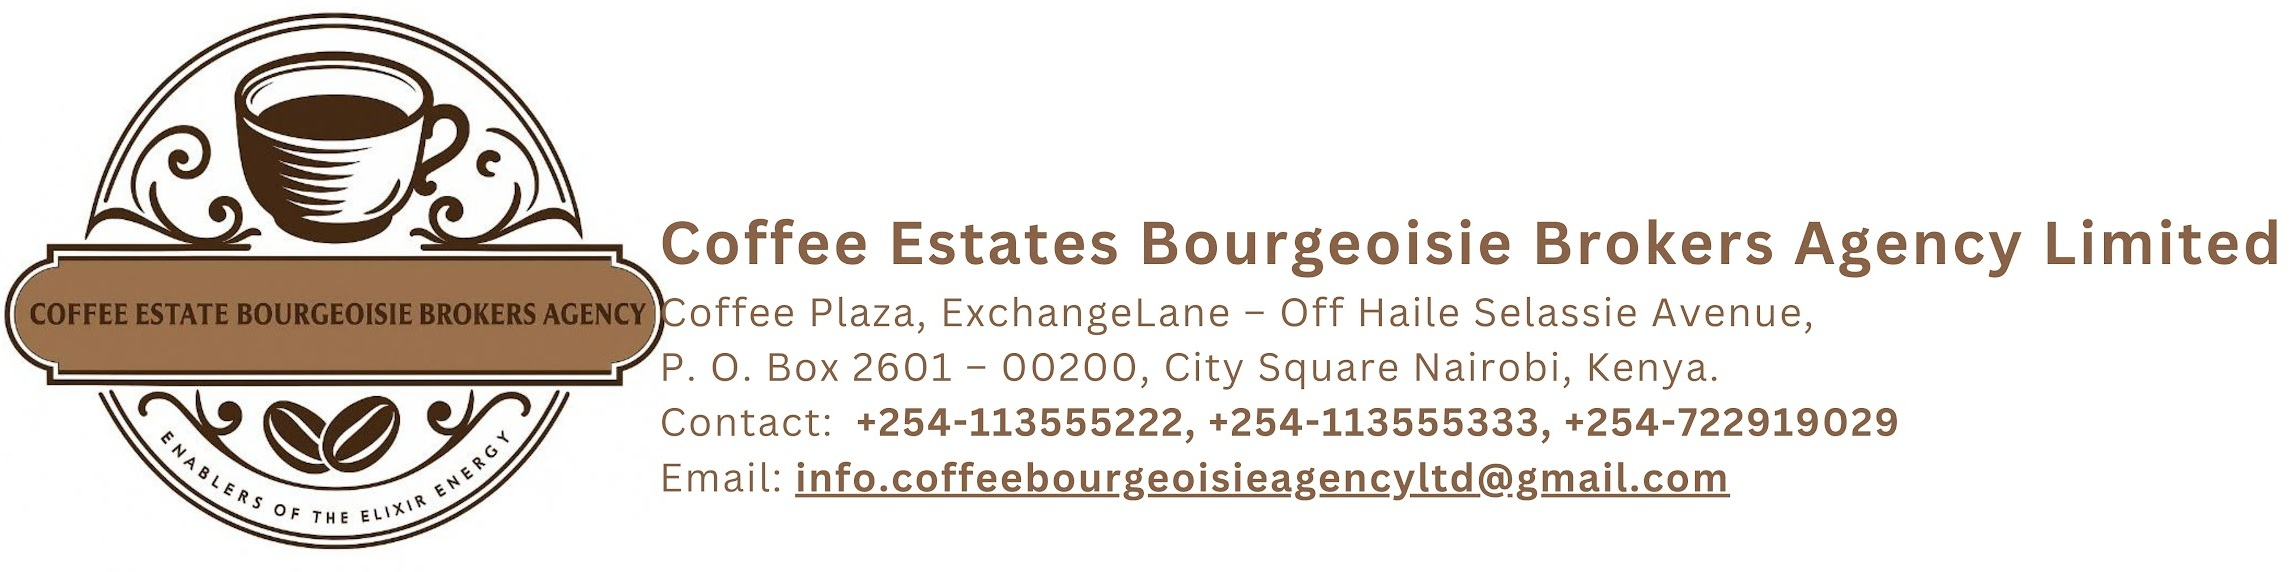 COFFEE ESTATE BOURGEOISIE BROKERS AGENCY
ENABLERS OF THE ELIXIR ENERGY
Coffee Estates Bourgeoisie Brokers Agency Limited
Coffee Plaza, ExchangeLane – Off Haile Selassie Avenue,
P. O. Box 2601 – 00200, City Square Nairobi, Kenya.
Contact: +254-113555222, +254-113555333, +254-722919029
Email: info.coffeebourgeoisieagencyltd@gmail.com